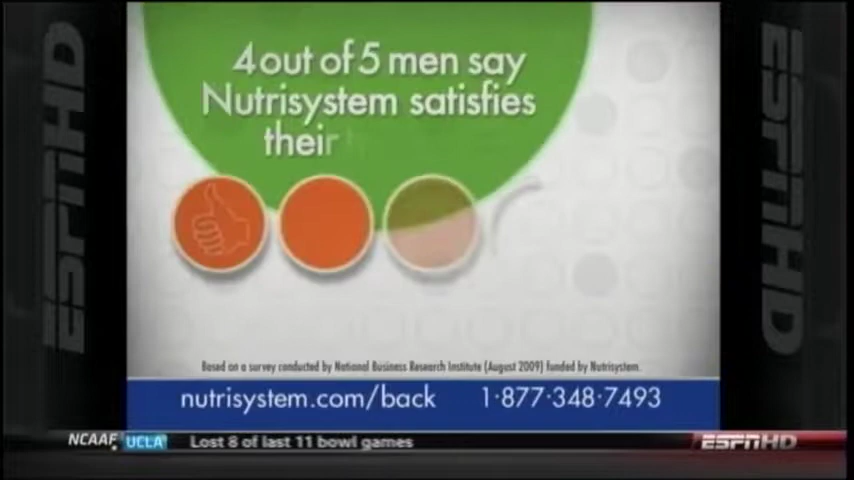 4 out of 5 men say
Nutrisystem satisfies
their
Based on a survey conducted by National Business Research Institute (August 2009) funded by Nutrisystem.
nutrisystem.com/back 1·877·348·7493
NCAAF UCLA Lost 8 of last 11 bowl games ESPNHD
ESPNHD
ESPNHD